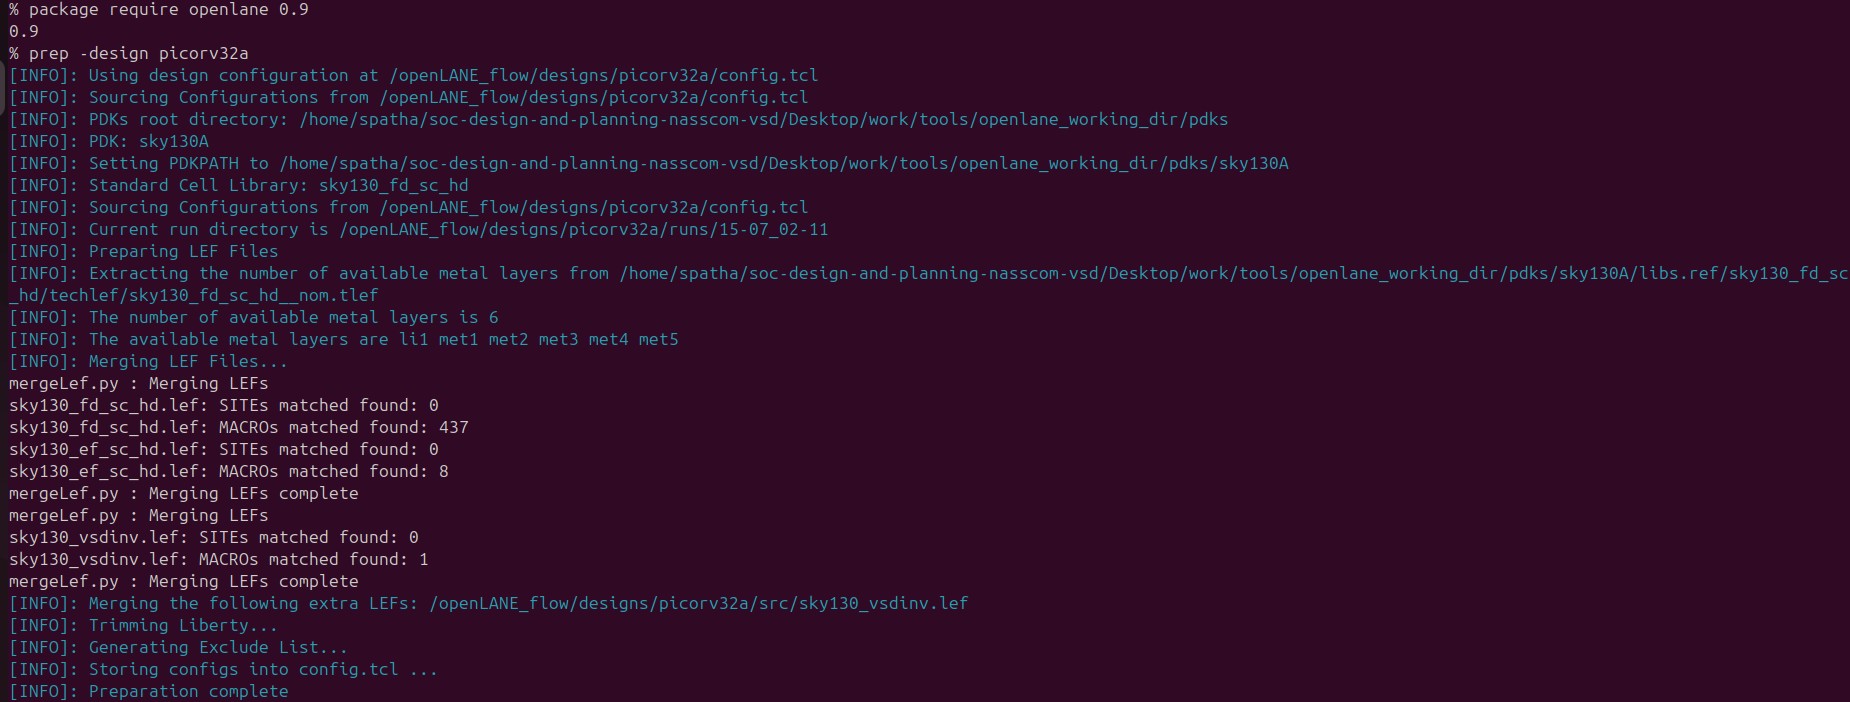 % package require openlane 0.9
0.9
% prep -design picorv32a
[INFO]: Using design configuration at /openLANE_flow/designs/picorv32a/config.tcl
[INFO]: Sourcing Configurations from /openLANE_flow/designs/picorv32a/config.tcl
[INFO]: PDKs root directory: /home/spatha/soc-design-and-planning-nasscom-vsd/Desktop/work/tools/openlane_working_dir/pdks
[INFO]: PDK: sky130A
[INFO]: Setting PDKPATH to /home/spatha/soc-design-and-planning-nasscom-vsd/Desktop/work/tools/openlane_working_dir/pdks/sky130A
[INFO]: Standard Cell Library: sky130_fd_sc_hd
[INFO]: Sourcing Configurations from /openLANE_flow/designs/picorv32a/config.tcl
[INFO]: Current run directory is /openLANE_flow/designs/picorv32a/runs/15-07_02-11
[INFO]: Preparing LEF Files
[INFO]: Extracting the number of available metal layers from /home/spatha/soc-design-and-planning-nasscom-vsd/Desktop/work/tools/openlane_working_dir/pdks/sky130A/libs.ref/sky130_fd_sc
_hd/techlef/sky130_fd_sc_hd__nom.tlef
[INFO]: The number of available metal layers is 6
[INFO]: The available metal layers are li1 met1 met2 met3 met4 met5
[INFO]: Merging LEF Files...
mergeLef.py : Merging LEFs
sky130_fd_sc_hd.lef: SITEs matched found: 0
sky130_fd_sc_hd.lef: MACROs matched found: 437
sky130_ef_sc_hd.lef: SITEs matched found: 0
sky130_ef_sc_hd.lef: MACROs matched found: 8
mergeLef.py : Merging LEFs complete
mergeLef.py : Merging LEFs
sky130_vsdinv.lef: SITEs matched found: 0
sky130_vsdinv.lef: MACROs matched found: 1
mergeLef.py : Merging LEFs complete
[INFO]: Merging the following extra LEFs: /openLANE_flow/designs/picorv32a/src/sky130_vsdinv.lef
[INFO]: Trimming Liberty...
[INFO]: Generating Exclude List...
[INFO]: Storing configs into config.tcl ...
[INFO]: Preparation complete